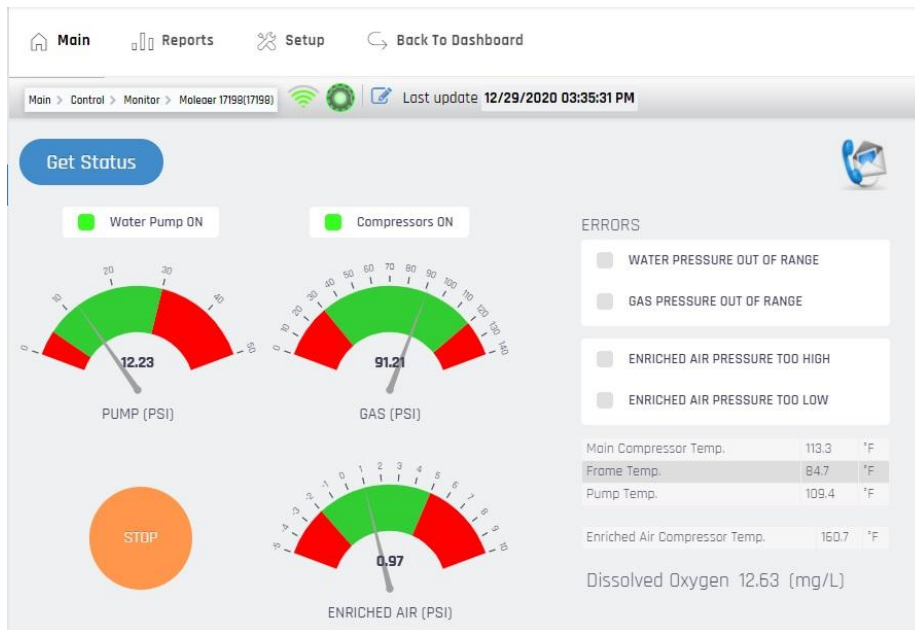 Main Reports Setup Back To Dashboard
Main > Control > Monitor > Moleaer 17198(17198) Last update 12/29/2020 03:35:31 PM
Get Status
Water Pump ON
Compressors ON
0 10 20 30 40 50
12.23
PUMP (PSI)
0 10 20 30 40 50 60 70 80 90 100 110 120 130 140
91.21
GAS (PSI)
STOP
-5 -4 -3 -2 -1 0 1 2 3 4 5 6 7 8 9 10
0.97
ENRICHED AIR (PSI)
ERRORS
WATER PRESSURE OUT OF RANGE
GAS PRESSURE OUT OF RANGE
ENRICHED AIR PRESSURE TOO HIGH
ENRICHED AIR PRESSURE TOO LOW
Main Compressor Temp. 113.3 °F
Frame Temp. 84.7 °F
Pump Temp. 109.4 °F
Enriched Air Compressor Temp. 160.7 °F
Dissolved Oxygen 12.63 (mg/L)